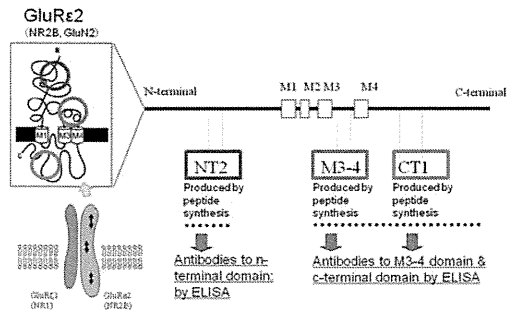 GluRε2
(NR2B, GluN2)
N
M1 M3 M4
C
N-terminal
M1 M2 M3 M4
C-terminal
NT2
M3-4
CT1
Produced by
peptide
synthesis
Produced by
peptide
synthesis
Produced by
peptide
synthesis
Antibodies to n-
terminal domain:
by ELISA
Antibodies to M3-4 domain &
c-terminal domain by ELISA
GluRζ1
(NR1)
GluRε2
(NR2B)